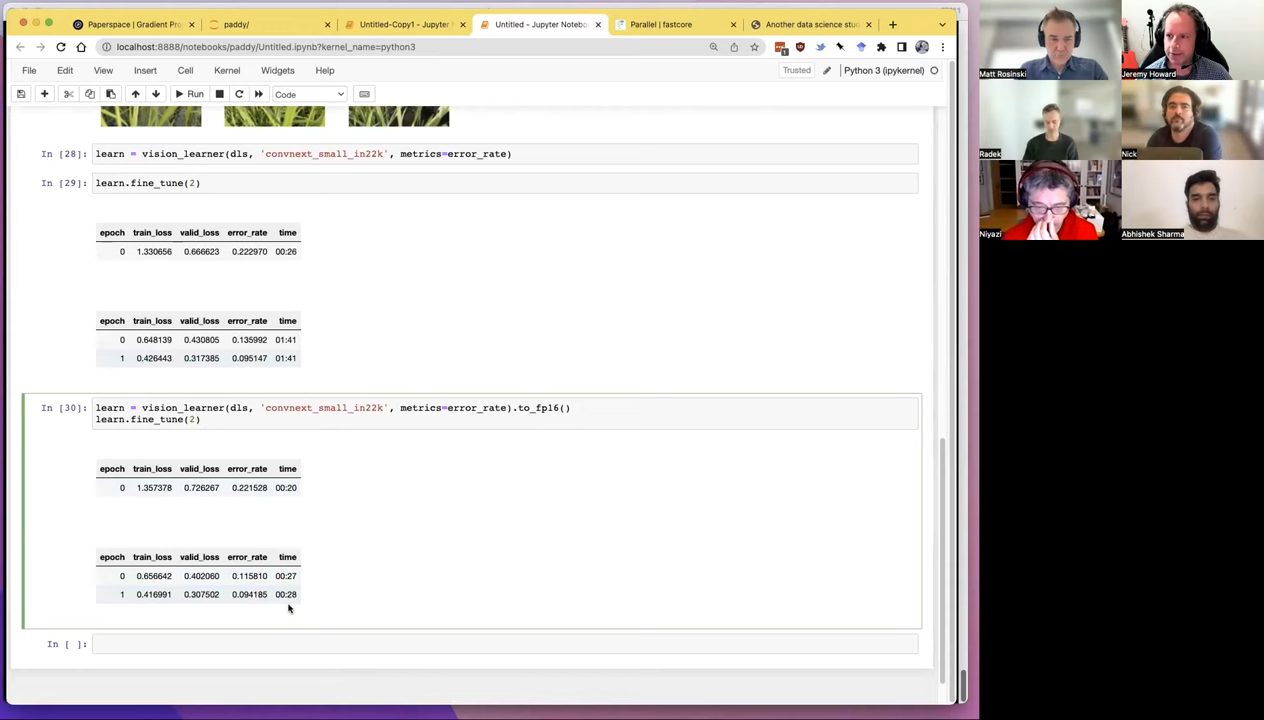 Paperspace | Gradient Pro
paddy/
Untitled-Copy1 - Jupyter
Untitled - Jupyter Notebo
Parallel | fastcore
Another data science stu
localhost:8888/notebooks/paddy/Untitled.ipynb?kernel_name=python3
File Edit View Insert Cell Kernel Widgets Help
Trusted
Python 3 (ipykernel)
Run
Code
In [28]: learn = vision_learner(dls, 'convnext_small_in22k', metrics=error_rate)
In [29]: learn.fine_tune(2)
epoch train_loss valid_loss error_rate time
0 1.330656 0.666623 0.222970 00:26
epoch train_loss valid_loss error_rate time
0 0.648139 0.430805 0.135992 01:41
1 0.426443 0.317385 0.095147 01:41
In [30]: learn = vision_learner(dls, 'convnext_small_in22k', metrics=error_rate).to_fp16()
learn.fine_tune(2)
epoch train_loss valid_loss error_rate time
0 1.357378 0.726267 0.221528 00:20
epoch train_loss valid_loss error_rate time
0 0.656642 0.402060 0.115810 00:27
1 0.416991 0.307502 0.094185 00:28
In [ ]:
Matt Rosinski
Jeremy Howard
Radek
Nick
Niyazi
Abhishek Sharma